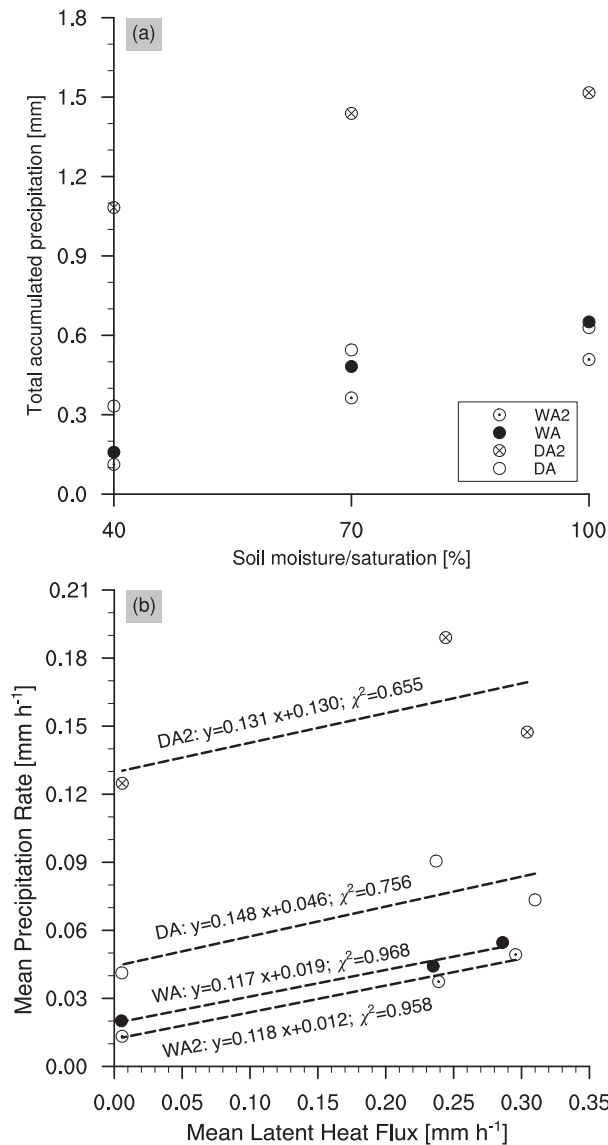 (a)
Total accumulated precipitation [mm]
1.8
1.5
1.2
0.9
0.6
0.3
0.0
WA2
WA
DA2
DA
40 70 100
Soil moisture/saturation [%]
(b)
Mean Precipitation Rate [mm h⁻¹]
0.21
0.18
0.15
0.12
0.09
0.06
0.03
0.00
DA2: y=0.131 x+0.130; χ²=0.655
DA: y=0.148 x+0.046; χ²=0.756
WA: y=0.117 x+0.019; χ²=0.968
WA2: y=0.118 x+0.012; χ²=0.958
0.00 0.05 0.10 0.15 0.20 0.25 0.30 0.35
Mean Latent Heat Flux [mm h⁻¹]